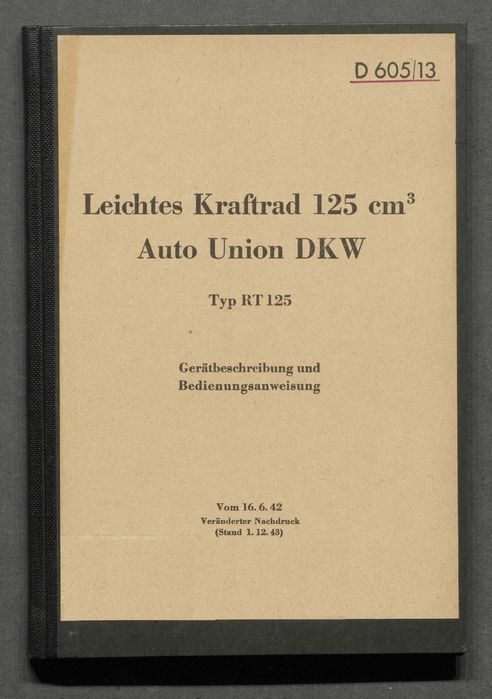 D 605/13
Leichtes Kraftrad 125 cm³
Auto Union DKW
Typ RT 125
Gerätbeschreibung und
Bedienungsanweisung
Vom 16. 6. 42
Veränderter Nachdruck
(Stand 1. 12. 43)